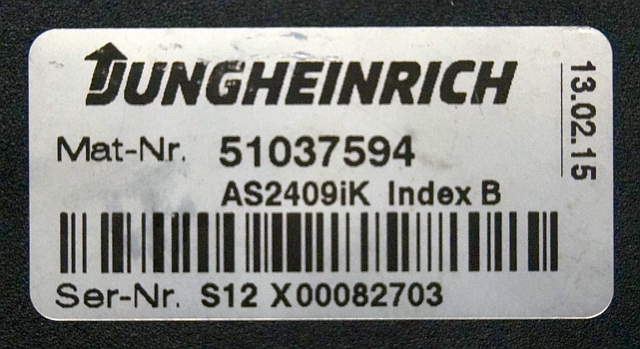 JUNGHEINRICH
Mat-Nr. 51037594
AS2409iK Index B
Ser-Nr. S12 X00082703
13.02.15